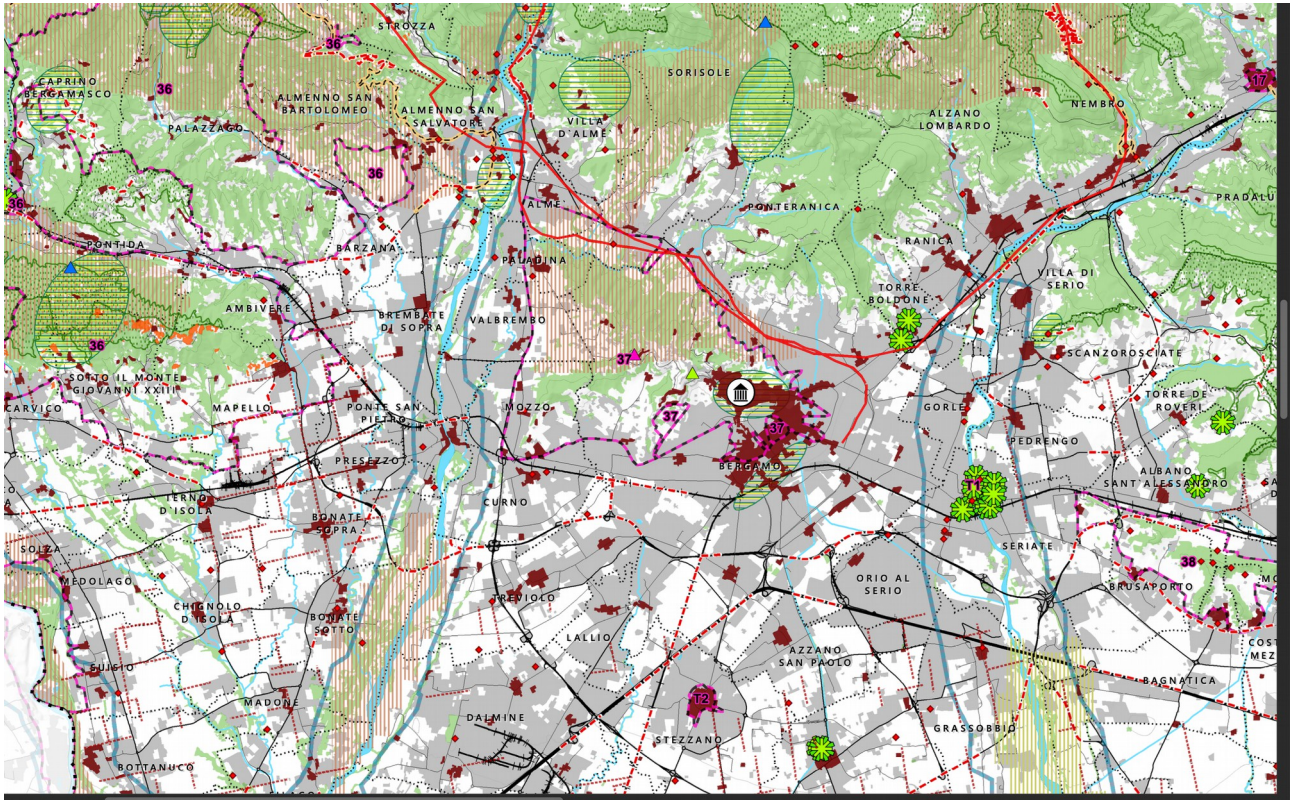 STROZZA
36
SORISOLE
17
CAPRINO
BERGAMASCO
36
ALMENNO SAN
BARTOLOMEO
ALMENNO SAN
SALVATORE
NEMBRO
ALZANO
LOMBARDO
PALAZZAGO
VILLA
D'ALMÈ
36
36
ALMÈ
PONTERANICA
PRADALU
PONTIDA
BARZANA
RANICA
PALADINA
VILLA DI
SERIO
TORRE
BOLDONE
AMBIVERE
BREMBATE
DI SOPRA
VALBREMBO
36
37
SCANZOROSCIATE
SOTTO IL MONTE
GIOVANNI XXIII
CARVICO
MAPELLO
PONTE SAN
PIETRO
MOZZO
37
37
GORLE
TORRE DE
ROVERI
PEDRENGO
PRESEZZO
BERGAMO
ALBANO
SANT'ALESSANDRO
T1
TERNO
D'ISOLA
CURNO
BONATE
SOPRA
SERIATE
SOLZA
38
MEDOLAGO
ORIO AL
SERIO
BRUSAPORTO
CHIGNOLO
D'ISOLA
TREVIOLO
BONATE
SOTTO
LALLIO
COST
MEZ
SUISIO
AZZANO
SAN PAOLO
BAGNATICA
MADONE
T2
DALMINE
GRASSOBBIO
STEZZANO
BOTTANUCO